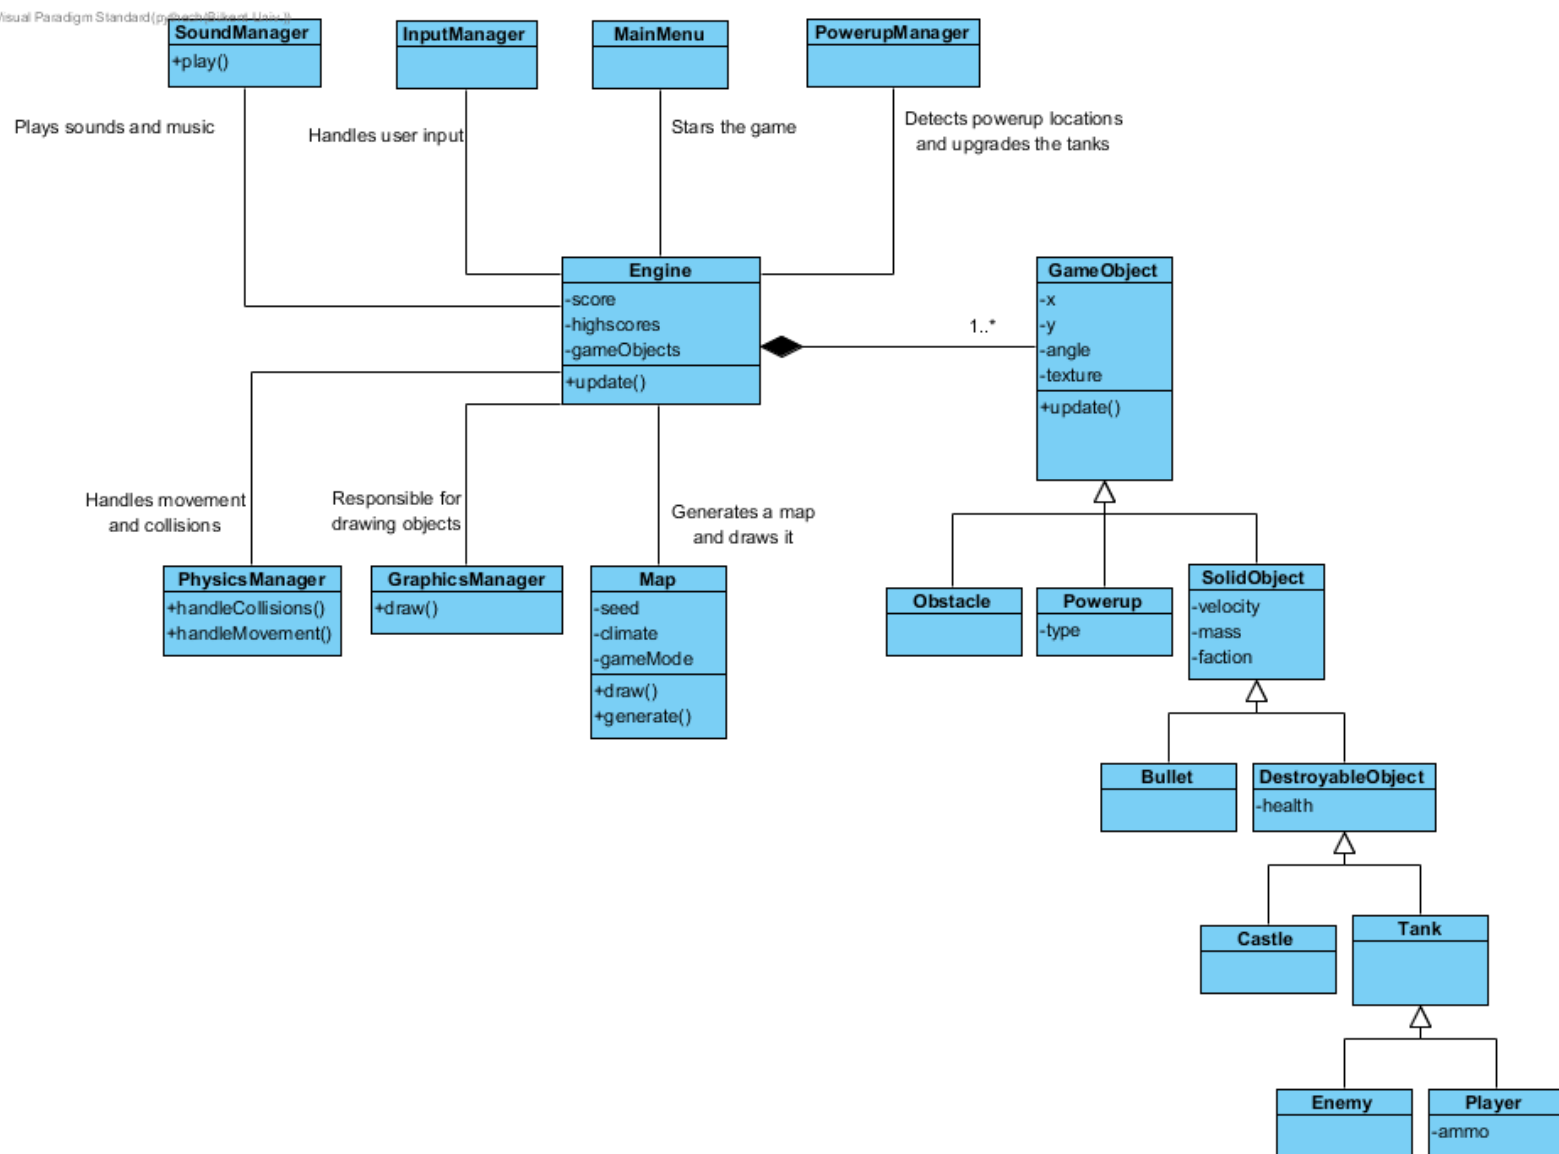 Visual Paradigm Standard(
SoundManager
+play()
InputManager
MainMenu
PowerupManager
Plays sounds and music
Handles user input
Stars the game
Detects powerup locations
and upgrades the tanks
Engine
-score
-highscores
-gameObjects
+update()
1..*
GameObject
-x
-y
-angle
-texture
+update()
Handles movement
and collisions
Responsible for
drawing objects
Generates a map
and draws it
PhysicsManager
+handleCollisions()
+handleMovement()
GraphicsManager
+draw()
Map
-seed
-climate
-gameMode
+draw()
+generate()
Obstacle
Powerup
-type
SolidObject
-velocity
-mass
-faction
Bullet
DestroyableObject
-health
Castle
Tank
Enemy
Player
-ammo